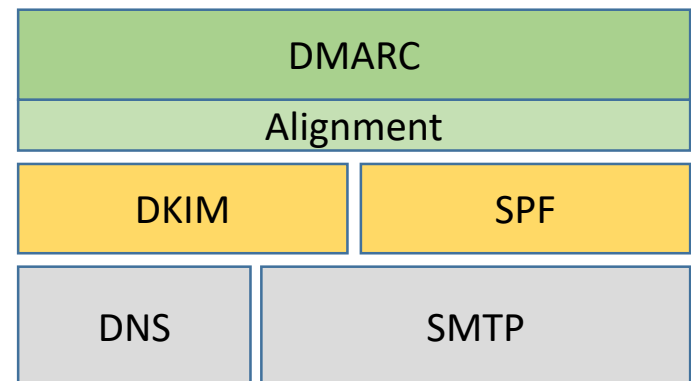 DMARC
Alignment
DKIM
SPF
DNS
SMTP